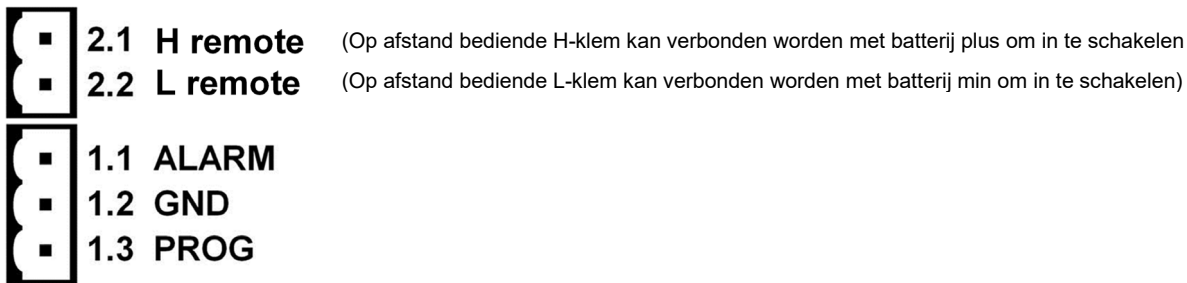 2.1 H remote (Op afstand bediende H-klem kan verbonden worden met batterij plus om in te schakelen
2.2 L remote (Op afstand bediende L-klem kan verbonden worden met batterij min om in te schakelen)
1.1 ALARM
1.2 GND
1.3 PROG